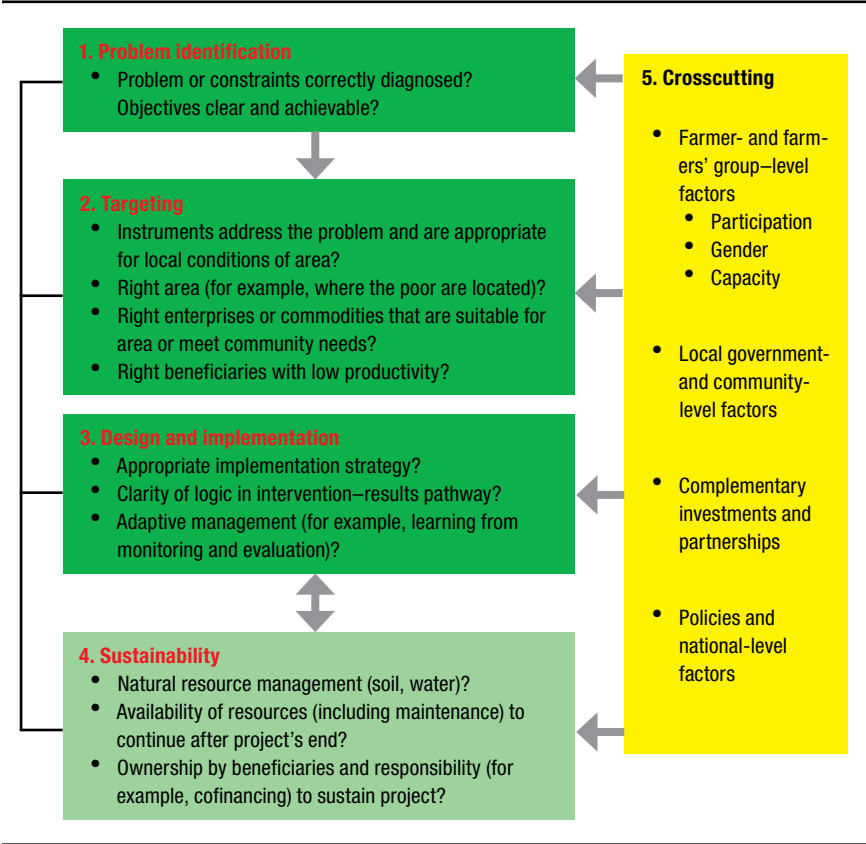 1. Problem identification
• Problem or constraints correctly diagnosed?
Objectives clear and achievable?
2. Targeting
• Instruments address the problem and are appropriate
for local conditions of area?
• Right area (for example, where the poor are located)?
• Right enterprises or commodities that are suitable for
area or meet community needs?
• Right beneficiaries with low productivity?
3. Design and implementation
• Appropriate implementation strategy?
• Clarity of logic in intervention–results pathway?
• Adaptive management (for example, learning from
monitoring and evaluation)?
4. Sustainability
• Natural resource management (soil, water)?
• Availability of resources (including maintenance) to
continue after project’s end?
• Ownership by beneficiaries and responsibility (for
example, cofinancing) to sustain project?
5. Crosscutting
• Farmer- and farm-
ers’ group–level
factors
• Participation
• Gender
• Capacity
• Local government-
and community-
level factors
• Complementary
investments and
partnerships
• Policies and
national-level
factors